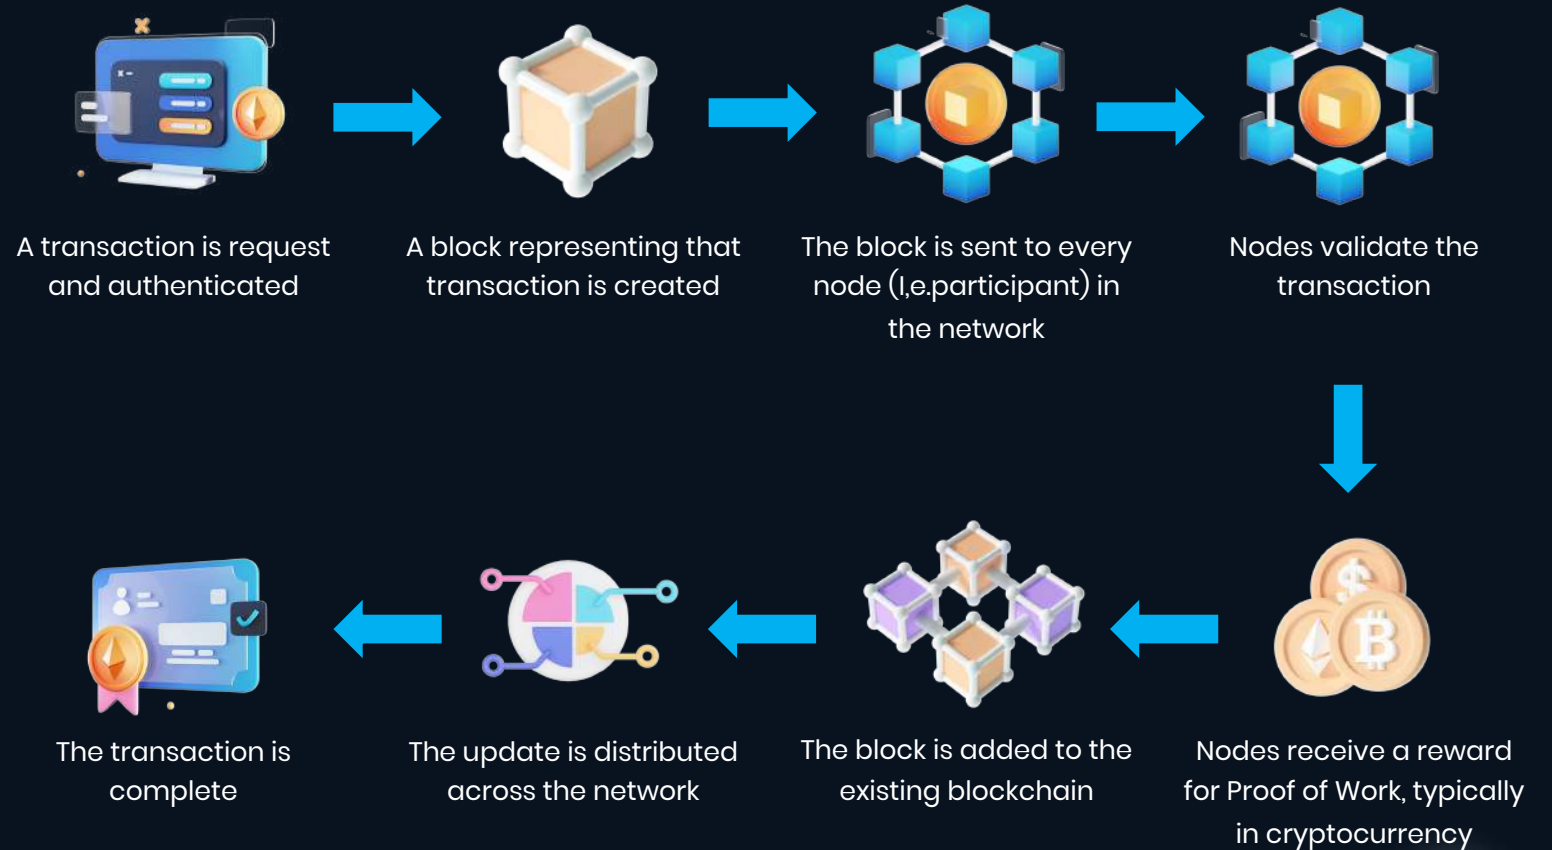 A transaction is request
and authenticated
A block representing that
transaction is created
The block is sent to every
node (I,e.participant) in
the network
Nodes validate the
transaction
The transaction is
complete
The update is distributed
across the network
The block is added to the
existing blockchain
Nodes receive a reward
for Proof of Work, typically
in cryptocurrency